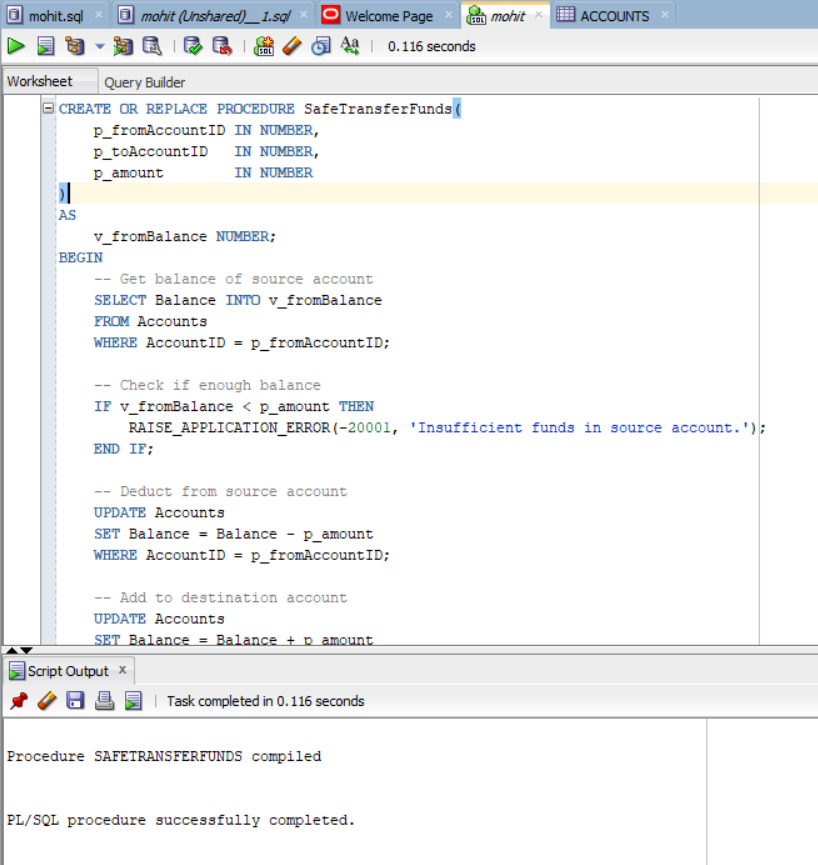 mohit.sql mohit (Unshared)__1.sql Welcome Page mohit ACCOUNTS
0.116 seconds
Worksheet Query Builder
CREATE OR REPLACE PROCEDURE SafeTransferFunds(
    p_fromAccountID IN NUMBER,
    p_toAccountID   IN NUMBER,
    p_amount        IN NUMBER
)
AS
    v_fromBalance NUMBER;
BEGIN
    -- Get balance of source account
    SELECT Balance INTO v_fromBalance
    FROM Accounts
    WHERE AccountID = p_fromAccountID;

    -- Check if enough balance
    IF v_fromBalance < p_amount THEN
        RAISE_APPLICATION_ERROR(-20001, 'Insufficient funds in source account.');
    END IF;

    -- Deduct from source account
    UPDATE Accounts
    SET Balance = Balance - p_amount
    WHERE AccountID = p_fromAccountID;

    -- Add to destination account
    UPDATE Accounts
    SET Balance = Balance + p_amount
Script Output
Task completed in 0.116 seconds
Procedure SAFETRANSFERFUNDS compiled
PL/SQL procedure successfully completed.